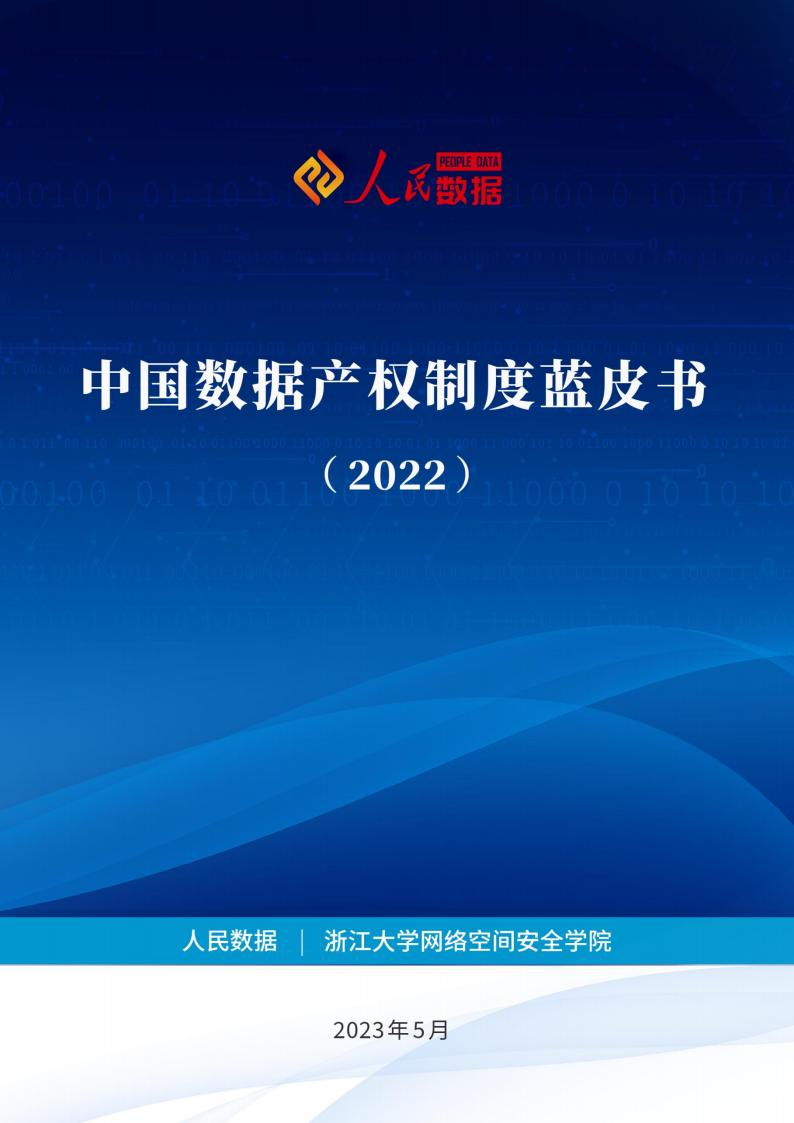 人民数据
PEOPLE DATA
中国数据产权制度蓝皮书
（2022）
人民数据 | 浙江大学网络空间安全学院
2023年5月